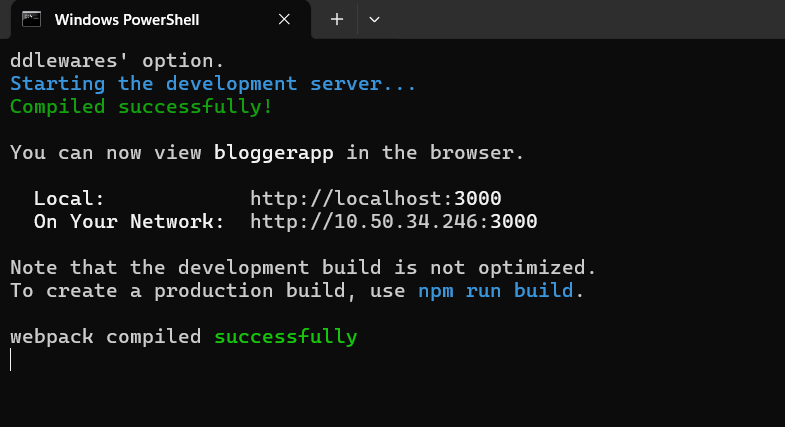 Windows PowerShell
ddlewares' option.
Starting the development server...
Compiled successfully!
You can now view bloggerapp in the browser.
Local: http://localhost:3000
On Your Network: http://10.50.34.246:3000
Note that the development build is not optimized.
To create a production build, use npm run build.
webpack compiled successfully